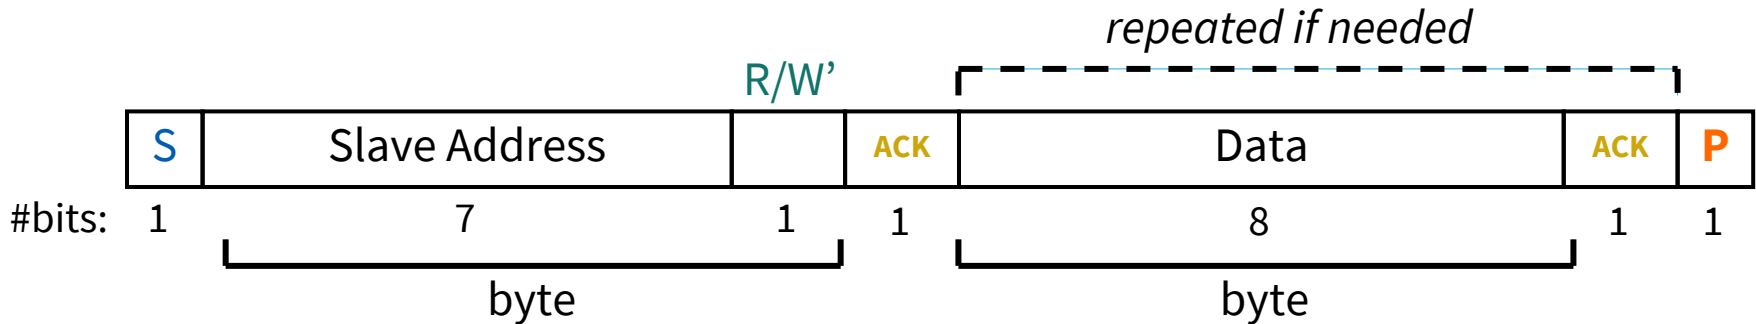 repeated if needed
R/W’
S Slave Address ACK Data ACK P
#bits: 1 7 1 1 8 1 1
byte byte